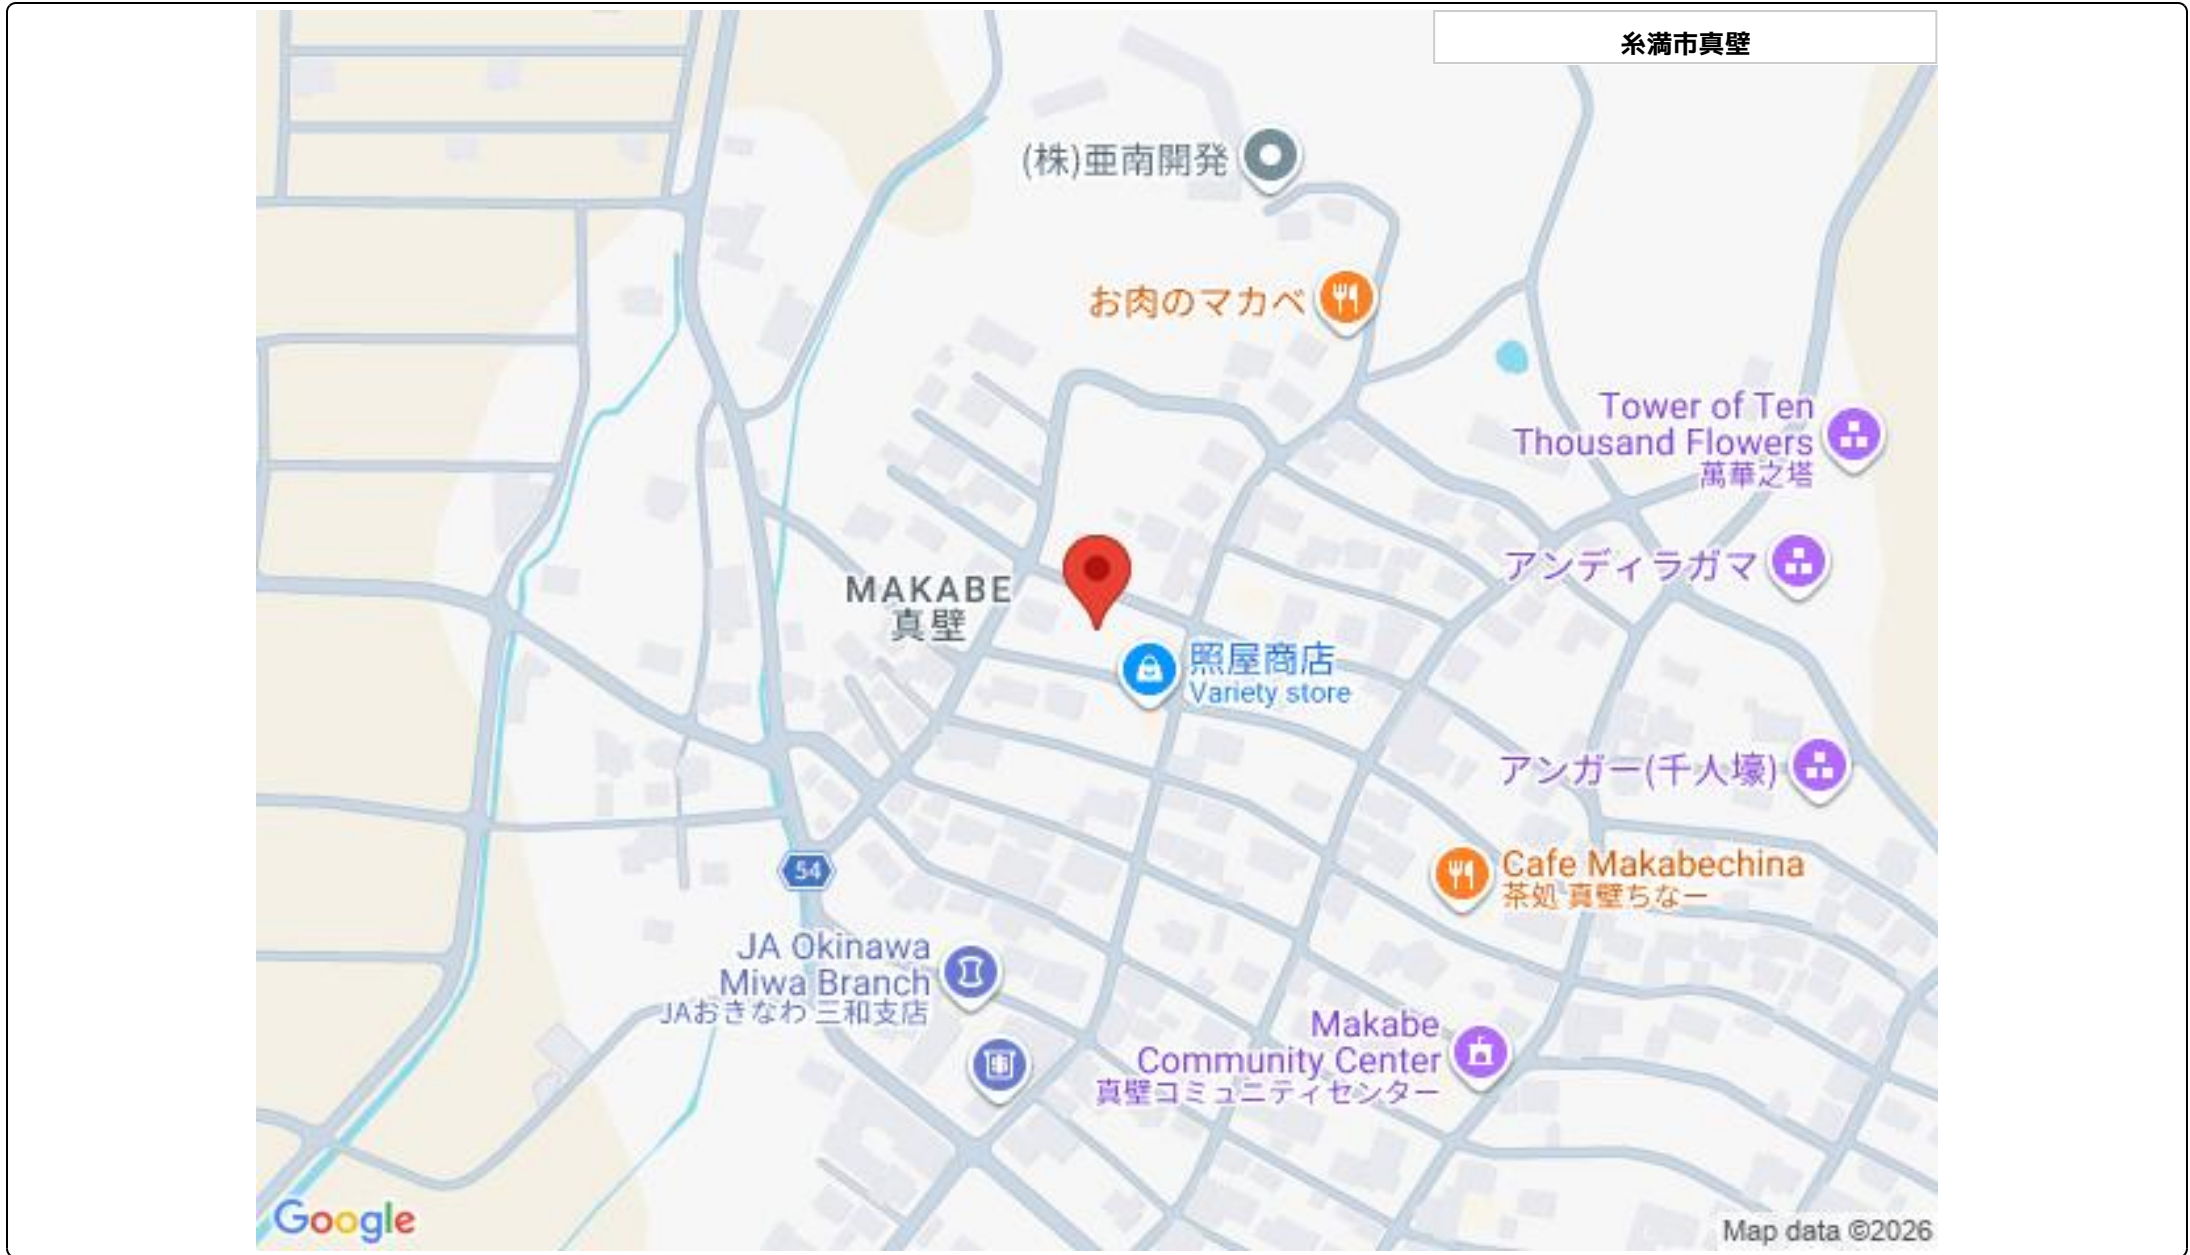 糸満市真壁
(株)亜南開発
お肉のマカベ
Tower of Ten
Thousand Flowers
萬華之塔
アンディラガマ
MAKABE
真壁
照屋商店
Variety store
アンガー(千人壕)
54
Cafe Makabechina
茶処 真壁ちなー
JA Okinawa
Miwa Branch
JAおきなわ 三和支店
Makabe
Community Center
真壁コミュニティセンター
Google
Map data ©2026